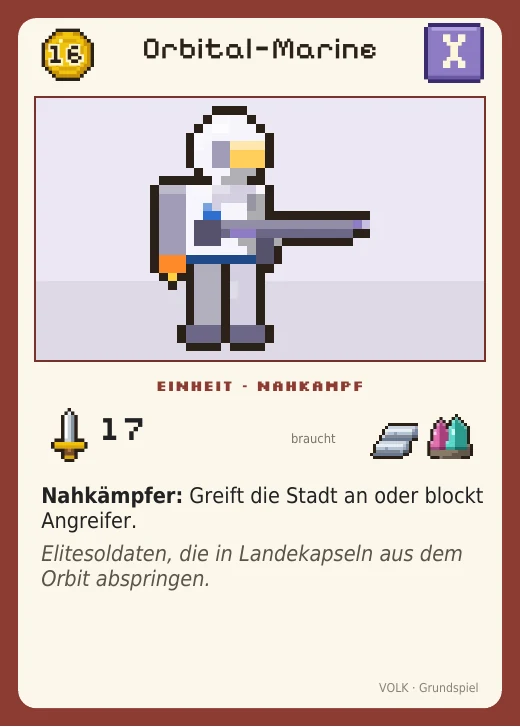 16
Orbital-Marine
X
EINHEIT - NAHKAMPF
17
braucht
Nahkämpfer: Greift die Stadt an oder blockt
Angreifer.
Elitesoldaten, die in Landekapseln aus dem
Orbit abspringen.
VOLK · Grundspiel